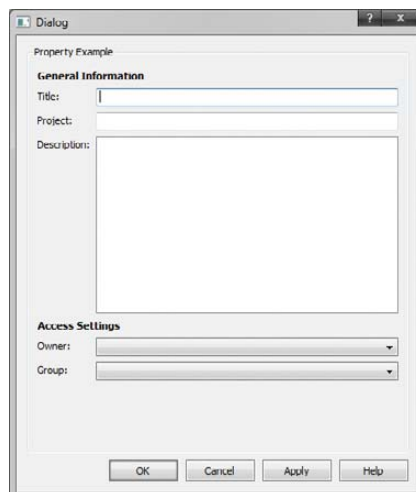 Dialog
? X
Property Example
General Information
Title:
Project:
Description:
Access Settings
Owner:
Group:
OK Cancel Apply Help